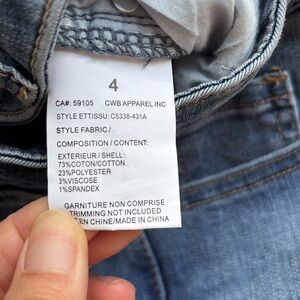 4
CA#: 59105 CWB APPAREL INC
STYLE ETTISSU: C5338-431A
STYLE FABRIC /
COMPOSITION / CONTENT:
EXTERIEUR / SHELL:
73%COTON/COTTON
23%POLYESTER
3%VISCOSE
1%SPANDEX
GARNITURE NON COMPRISE
TRIMMING NOT INCLUDED
EN CHINE/MADE IN CHINA